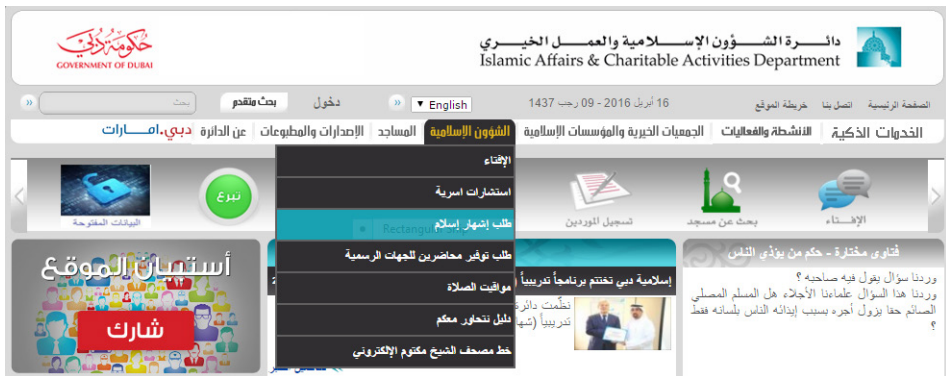 دائـــرة الشـــؤون الإســـلامية والعمـــل الخيـــري
Islamic Affairs & Charitable Activities Department
حكومة دبي
GOVERNMENT OF DUBAI
الصفحة الرئيسية اتصل بنا خريطة الموقع
16 أبريل 2016 - 09 رجب 1437
English
دخول
بحث متقدم
بحث
الخدمات الذكية الأنشطة والفعاليات الجمعيات الخيرية والمؤسسات الإسلامية الشؤون الإسلامية المساجد الإصدارات والمطبوعات عن الدائرة دبي.امـــارات
الإفتاء
استشارات اسرية
طلب إشهار إسلام
طلب توفير محاضرين للجهات الرسمية
مواقيت الصلاة
دليل نتحاور معكم
خط مصحف الشيخ مكتوم الإلكتروني
الإفـــتاء
بحث عن مسجد
تسجيل الموردين
تبرع
البيانات المفتوحة
فتاوى مختارة - حكم من يؤذي الناس
وردنا سؤال يقول فيه صاحبه ؟
وردنا هذا السؤال علماءنا الأجلاء هل المسلم المصلي
الصائم حقا يزول أجره بسبب إيذائه الناس بلسانه فقط
؟
إسلامية دبي تختتم برنامجاً تدريبياً
نظّمت دائرة
تدريبياً (شها
أستبيان الموقع
شارك